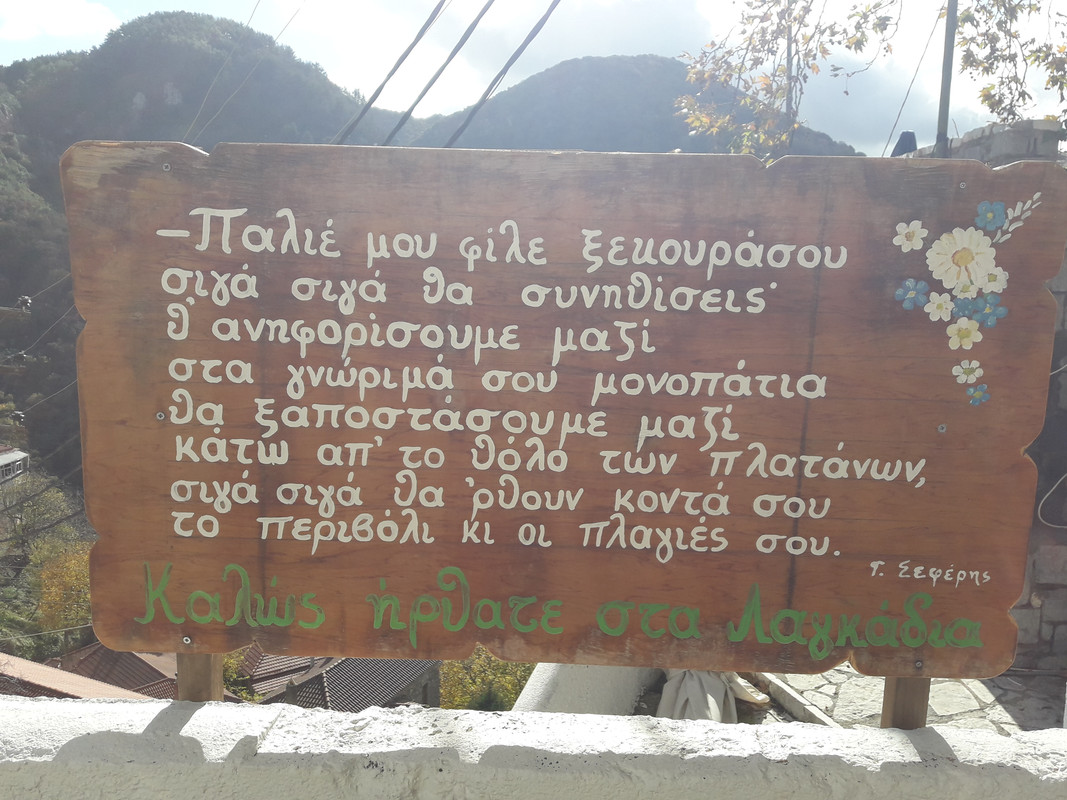 –Παλιέ μου φίλε ξεκουράσου
σιγά σιγά θα συνηθίσεις·
θ' ανηφορίσουμε μαζί
στα γνώριμά σου μονοπάτια
θα ξαποστάσουμε μαζί
κάτω απ' το θόλο των πλατάνων,
σιγά σιγά θα 'ρθουν κοντά σου
το περιβόλι κι οι πλαγιές σου.
Γ. Σεφέρης
Καλώς ήρθατε στα Λαγκάδια